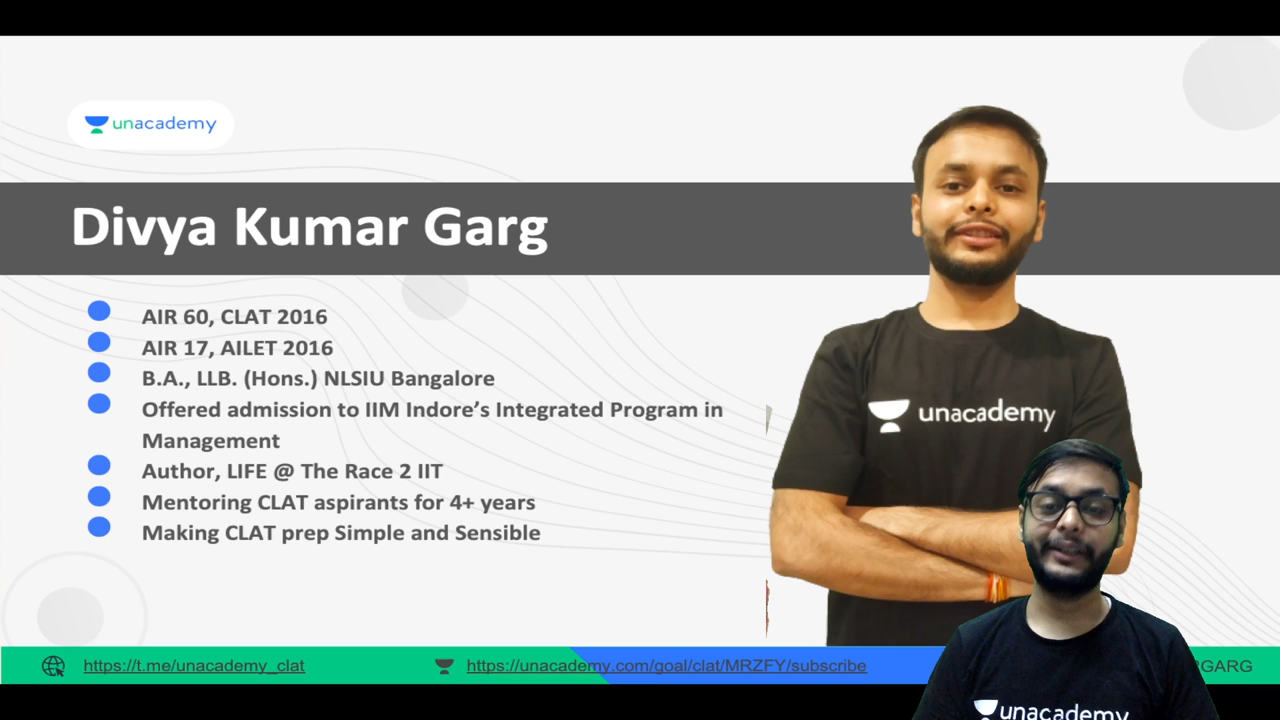 unacademy
Divya Kumar Garg
AIR 60, CLAT 2016
AIR 17, AILET 2016
B.A., LLB. (Hons.) NLSIU Bangalore
Offered admission to IIM Indore’s Integrated Program in
Management
Author, LIFE @ The Race 2 IIT
Mentoring CLAT aspirants for 4+ years
Making CLAT prep Simple and Sensible
unacademy
https://t.me/unacademy_clat
https://unacademy.com/goal/clat/MRZFY/subscribe
GARG
unacademy